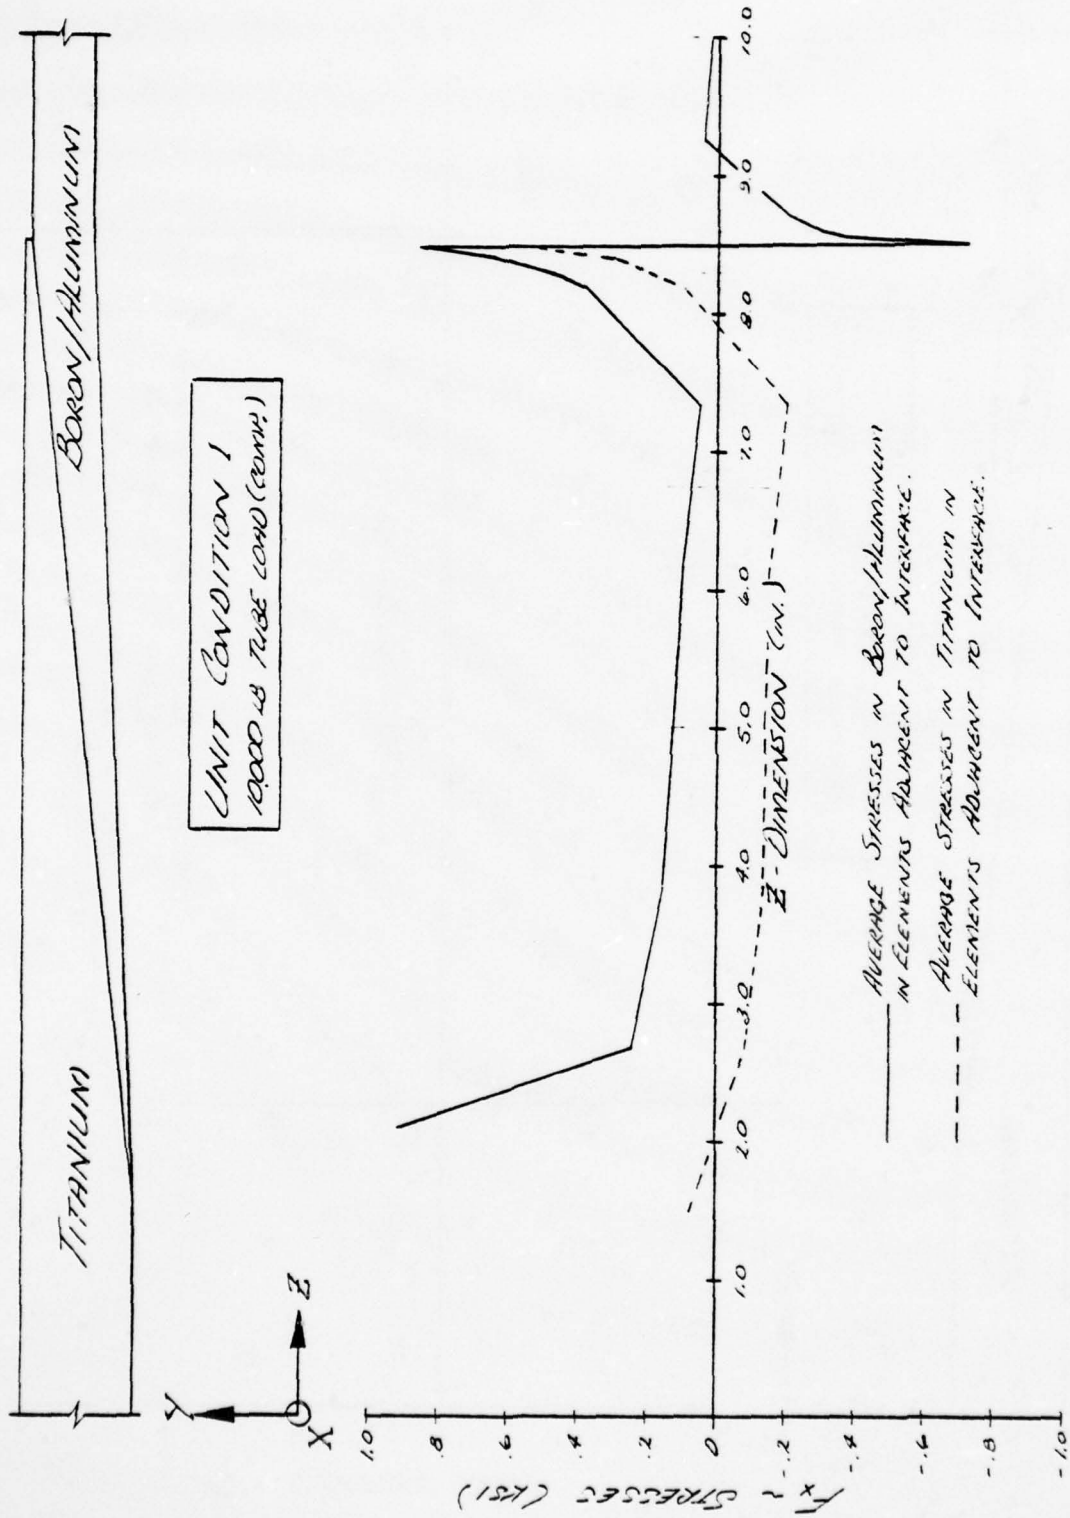 TITANIUM
BORON/ALUMINUM
UNIT CONDITION 1
10,000 LB TUBE LOAD (COMP.)
Y
X
Z
Fx ~ STRESSES (KSI)
1.0
.8
.6
.4
.2
0
-.2
-.4
-.6
-.8
-1.0
1.0
2.0
3.0
4.0
5.0
6.0
7.0
8.0
9.0
10.0
Z - DIMENSION (IN.)
AVERAGE STRESSES IN BORON/ALUMINUM
IN ELEMENTS ADJACENT TO INTERFACE.
AVERAGE STRESSES IN TITANIUM IN
ELEMENTS ADJACENT TO INTERFACE.